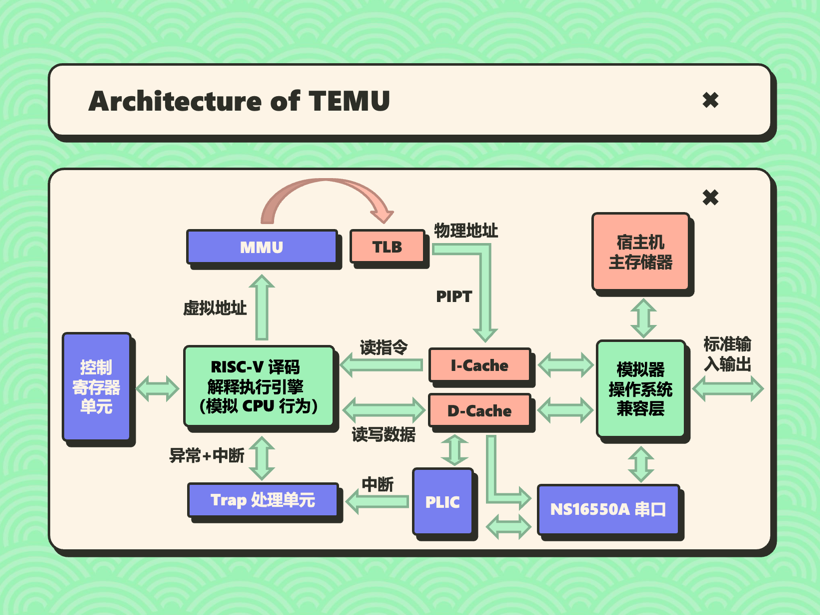 Architecture of TEMU
MMU
TLB
物理地址
宿主机
主存储器
虚拟地址
PIPT
控制
寄存器
单元
RISC-V 译码
解释执行引擎
（模拟 CPU 行为）
读指令
I-Cache
D-Cache
读写数据
模拟器
操作系统
兼容层
标准输
入输出
异常+中断
Trap 处理单元
中断
PLIC
NS16550A 串口